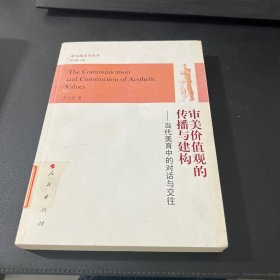 The Communication
and Construction of Aesthetic
Values
审美价值观的
传播与建构
——当代美育中的对话与交往
人民出版社